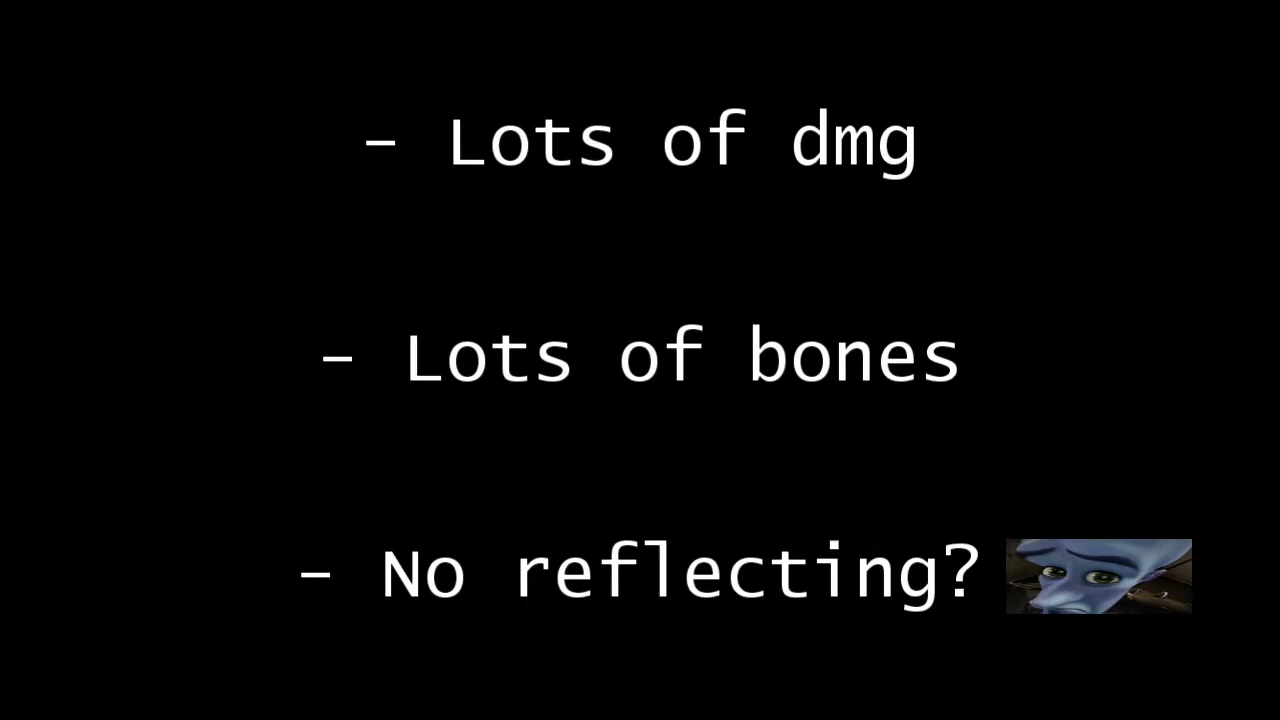 - Lots of dmg
- Lots of bones
- No reflecting?